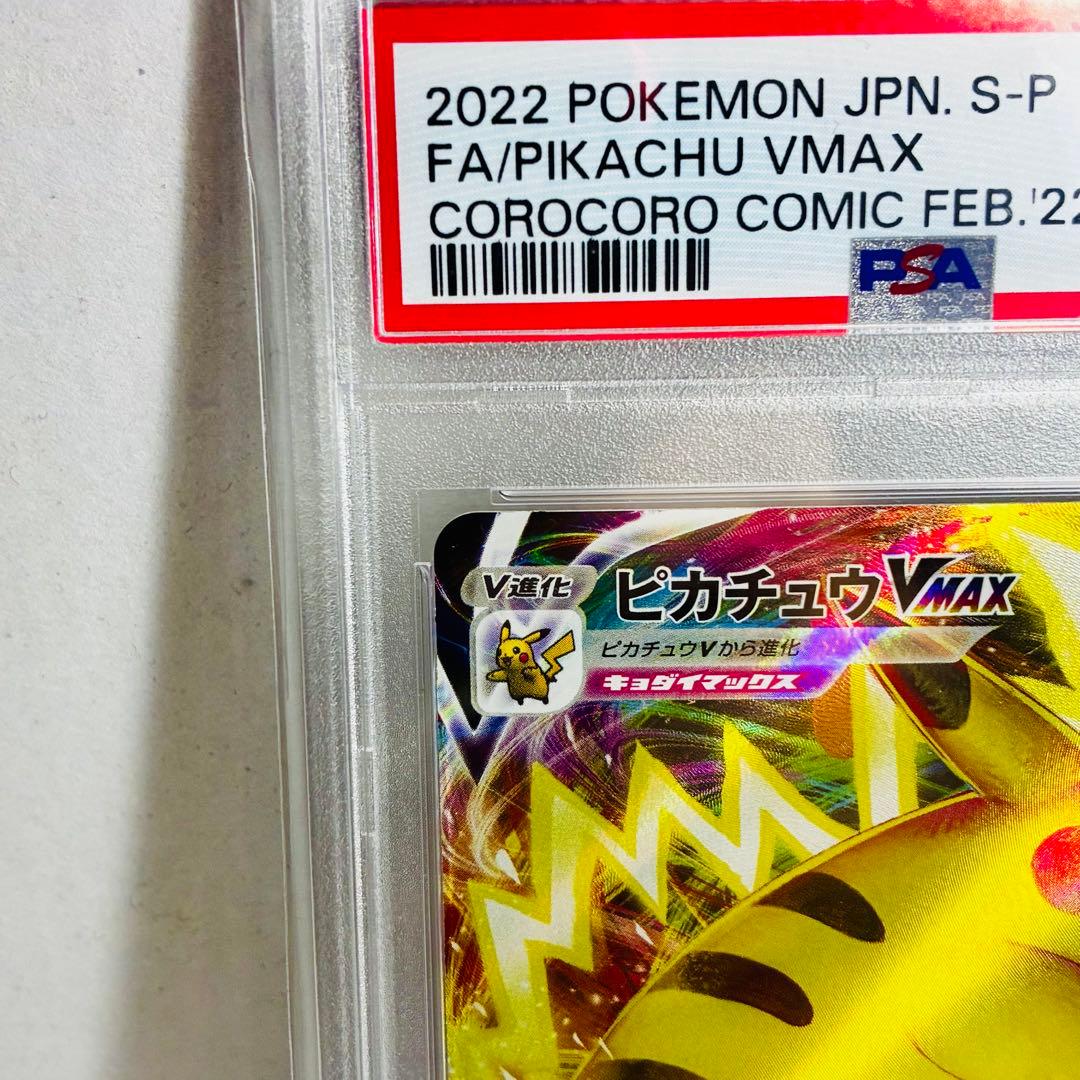 2022 POKEMON JPN. S-P
FA/PIKACHU VMAX
COROCORO COMIC FEB.'22
PSA
V進化
ピカチュウVMAX
ピカチュウVから進化
キョダイマックス